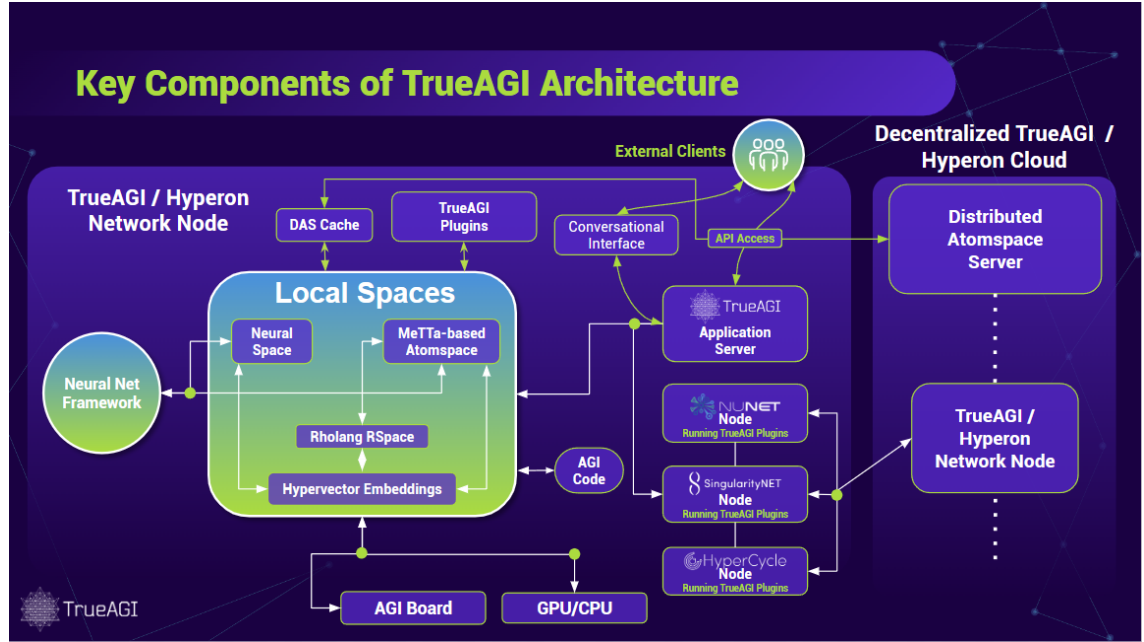 Key Components of TrueAGI Architecture
External Clients
Decentralized TrueAGI /
Hyperon Cloud
TrueAGI / Hyperon
Network Node
DAS Cache
TrueAGI
Plugins
Conversational
Interface
API Access
Distributed
Atomspace
Server
Local Spaces
Neural
Space
MeTTa-based
Atomspace
TrueAGI
Application
Server
Neural Net
Framework
Rholang RSpace
Hypervector Embeddings
AGI
Code
NUNET
Node
Running TrueAGI Plugins
SingularityNET
Node
Running TrueAGI Plugins
HyperCycle
Node
Running TrueAGI Plugins
TrueAGI /
Hyperon
Network Node
AGI Board
GPU/CPU
TrueAGI